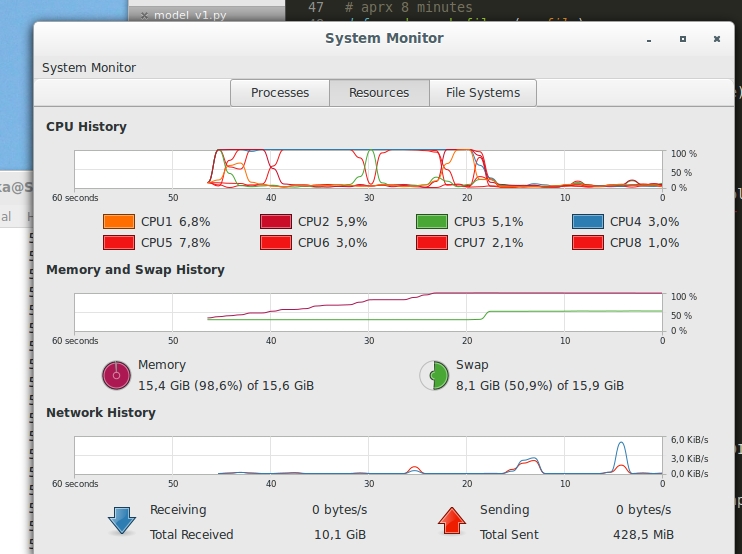 model_v1.py
47 # aprx 8 minutes
System Monitor
System Monitor
Processes Resources File Systems
CPU History
100 %
50 %
0 %
60 seconds 50 40 30 20 10 0
CPU1 6,8% CPU2 5,9% CPU3 5,1% CPU4 3,0%
CPU5 7,8% CPU6 3,0% CPU7 2,1% CPU8 1,0%
Memory and Swap History
100 %
50 %
0 %
60 seconds 50 40 30 20 10 0
Memory Swap
15,4 GiB (98,6%) of 15,6 GiB 8,1 GiB (50,9%) of 15,9 GiB
Network History
6,0 KiB/s
3,0 KiB/s
0,0 KiB/s
60 seconds 50 40 30 20 10 0
Receiving 0 bytes/s Sending 0 bytes/s
Total Received 10,1 GiB Total Sent 428,5 MiB